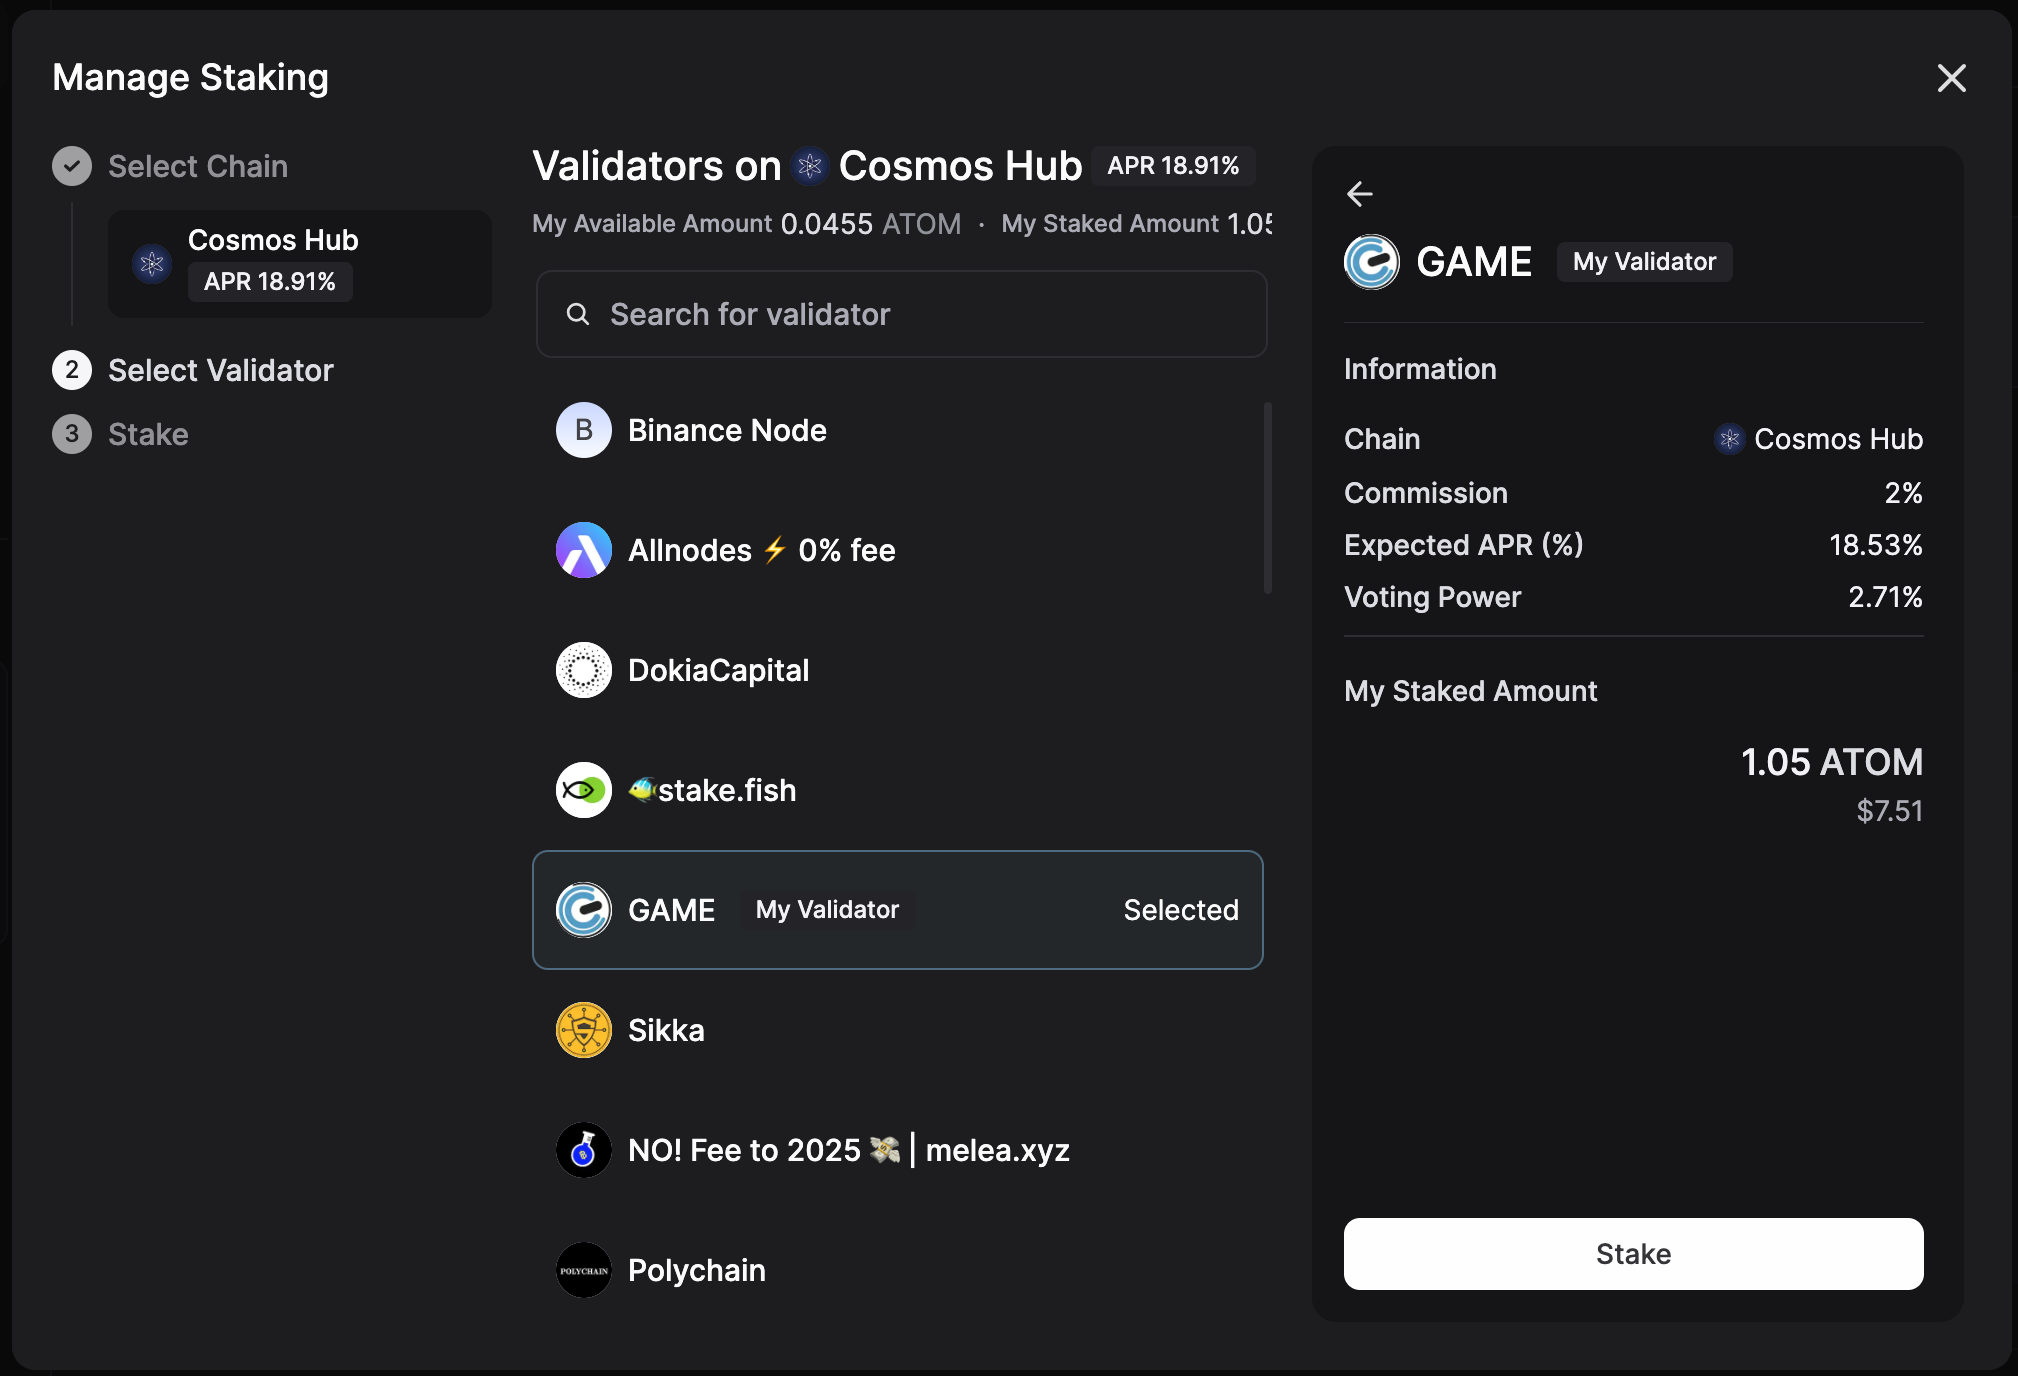 Manage Staking
Select Chain
Cosmos Hub
APR 18.91%
2 Select Validator
3 Stake
Validators on Cosmos Hub APR 18.91%
My Available Amount 0.0455 ATOM · My Staked Amount 1.05
Search for validator
B Binance Node
Allnodes ⚡ 0% fee
DokiaCapital
🐠stake.fish
GAME My Validator Selected
Sikka
NO! Fee to 2025 💸 | melea.xyz
POLYCHAIN Polychain
GAME My Validator
Information
Chain Cosmos Hub
Commission 2%
Expected APR (%) 18.53%
Voting Power 2.71%
My Staked Amount
1.05 ATOM
$7.51
Stake